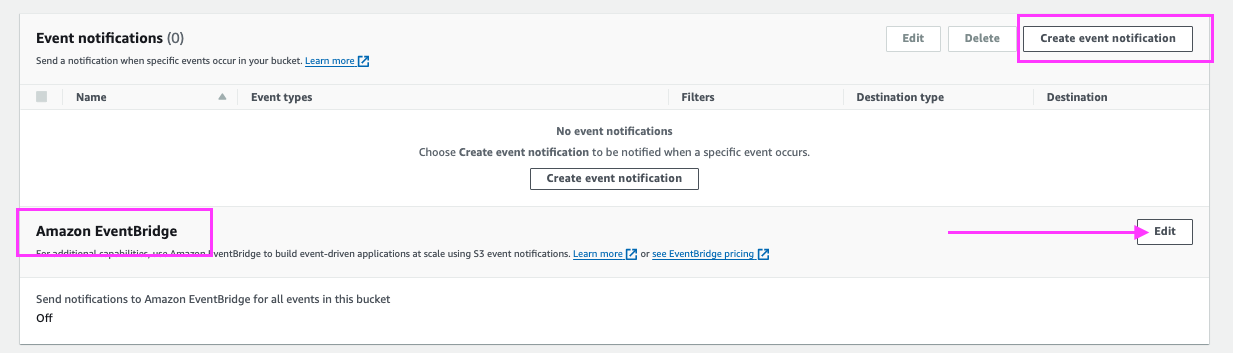 Event notifications (0)
Edit
Delete
Create event notification
Send a notification when specific events occur in your bucket. Learn more
Name
Event types
Filters
Destination type
Destination
No event notifications
Choose Create event notification to be notified when a specific event occurs.
Create event notification
Amazon EventBridge
Edit
For additional capabilities, use Amazon EventBridge to build event-driven applications at scale using S3 event notifications. Learn more or see EventBridge pricing
Send notifications to Amazon EventBridge for all events in this bucket
Off